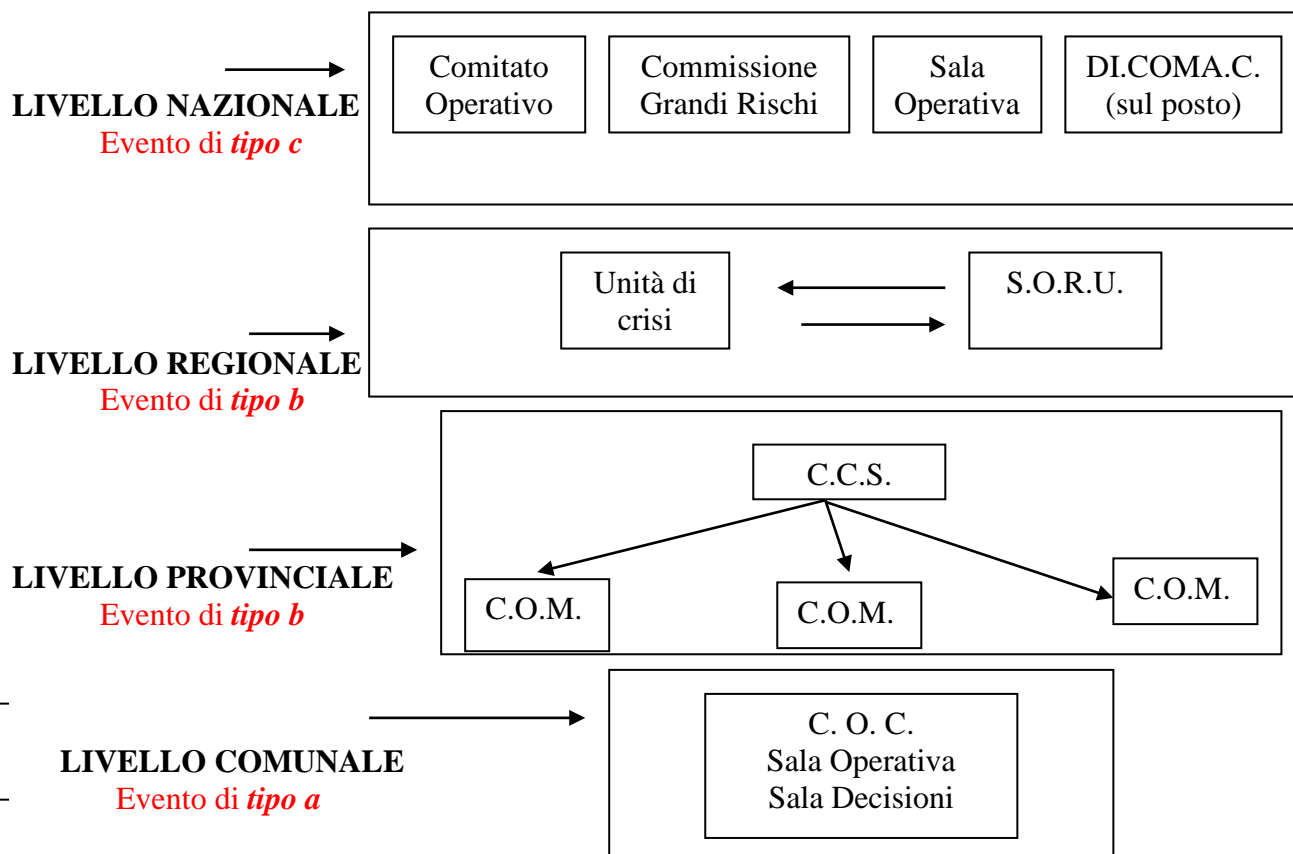 Comitato
Operativo
Commissione
Grandi Rischi
Sala
Operativa
DI.COMA.C.
(sul posto)
LIVELLO NAZIONALE
Evento di tipo c
Unità di
crisi
S.O.R.U.
LIVELLO REGIONALE
Evento di tipo b
C.C.S.
LIVELLO PROVINCIALE
Evento di tipo b
C.O.M.
C.O.M.
C.O.M.
C. O. C.
Sala Operativa
Sala Decisioni
LIVELLO COMUNALE
Evento di tipo a